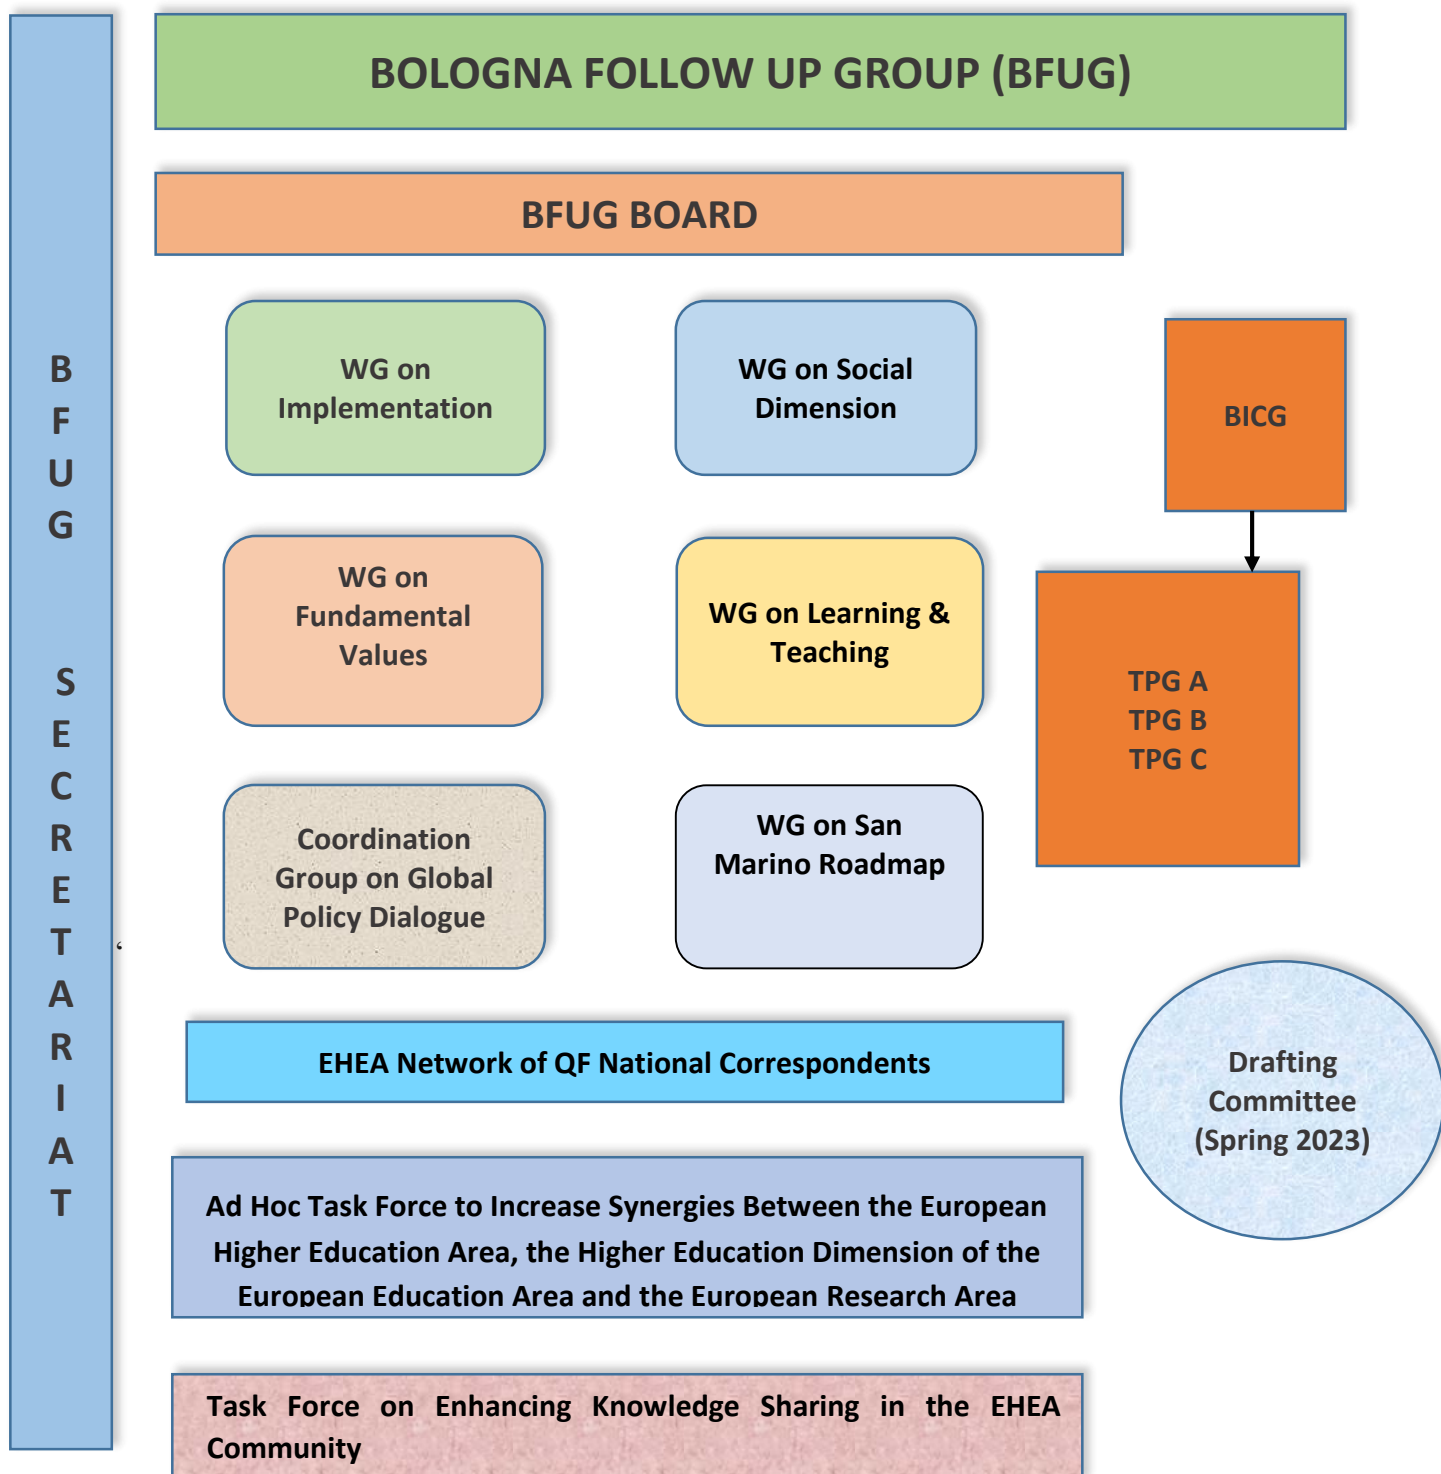 BOLOGNA FOLLOW UP GROUP (BFUG)
BFUG BOARD
B
F
U
G
S
E
C
R
E
T
A
R
I
A
T
WG on
Implementation
WG on Social
Dimension
BICG
WG on
Fundamental
Values
WG on Learning &
Teaching
TPG A
TPG B
TPG C
Coordination
Group on Global
Policy Dialogue
WG on San
Marino Roadmap
‘
EHEA Network of QF National Correspondents
Drafting
Committee
(Spring 2023)
Ad Hoc Task Force to Increase Synergies Between the European
Higher Education Area, the Higher Education Dimension of the
European Education Area and the European Research Area
Task Force on Enhancing Knowledge Sharing in the EHEA
Community